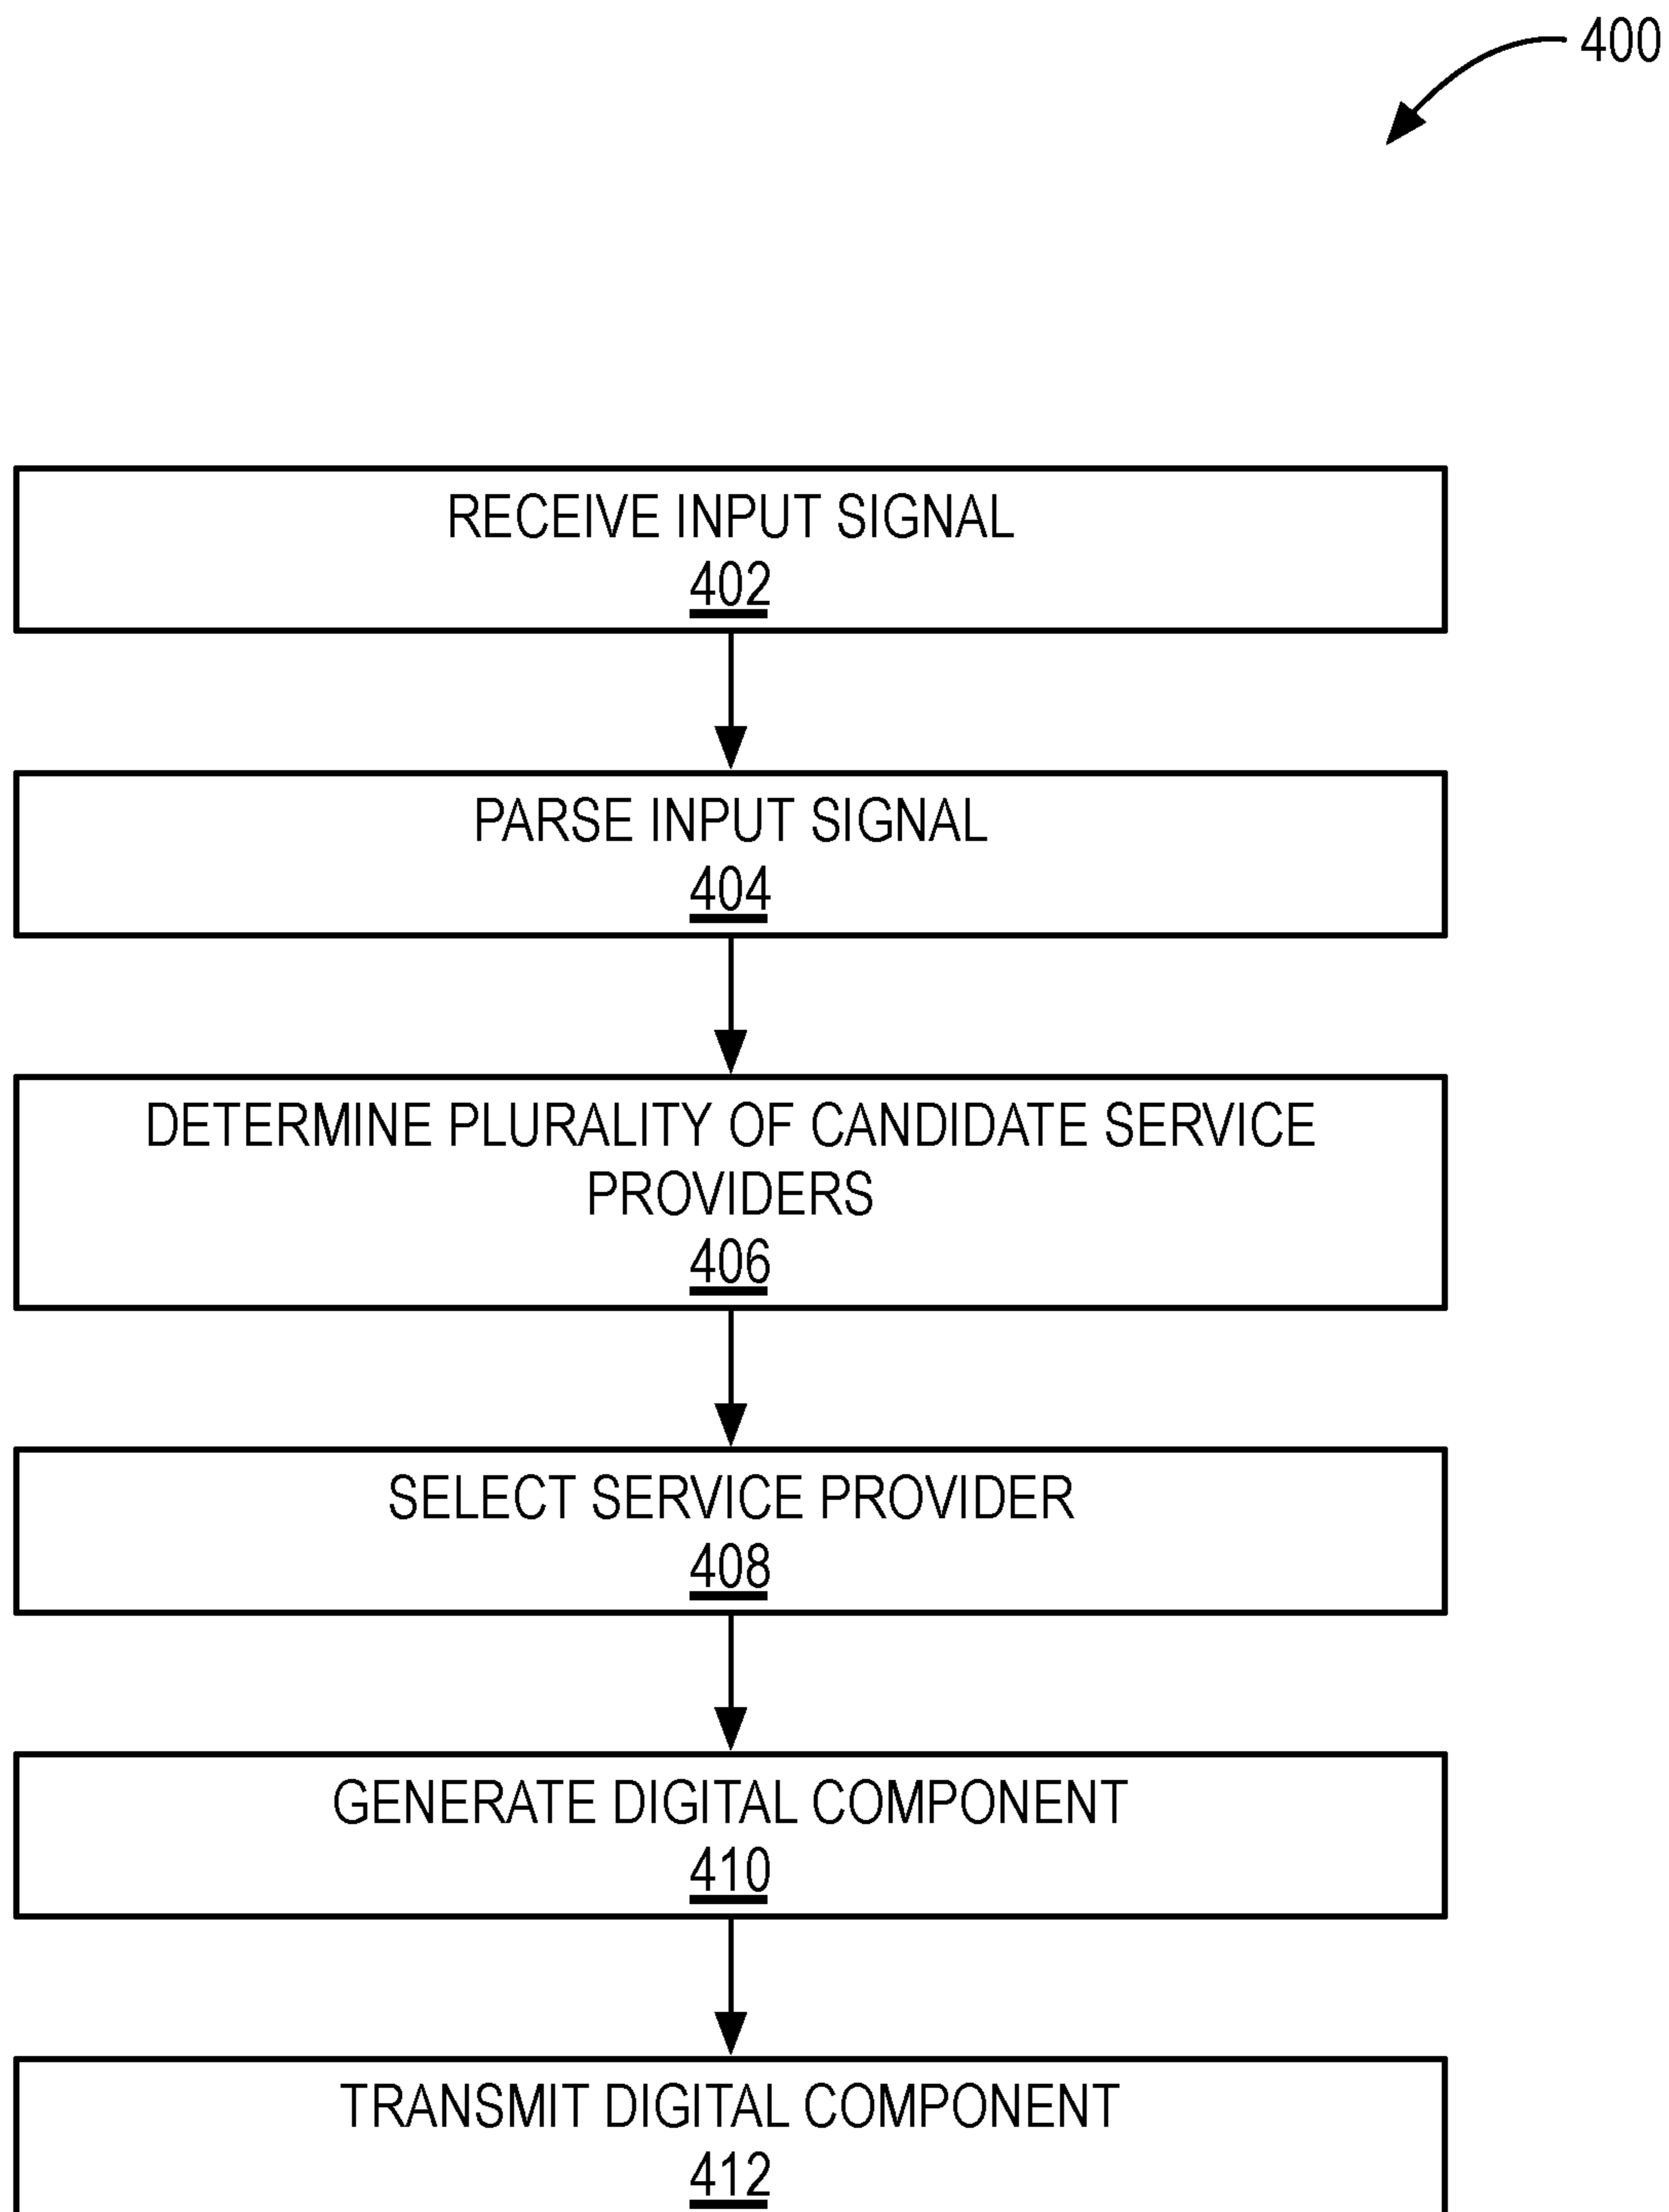 400
RECEIVE INPUT SIGNAL
402
PARSE INPUT SIGNAL
404
DETERMINE PLURALITY OF CANDIDATE SERVICE
PROVIDERS
406
SELECT SERVICE PROVIDER
408
GENERATE DIGITAL COMPONENT
410
TRANSMIT DIGITAL COMPONENT
412